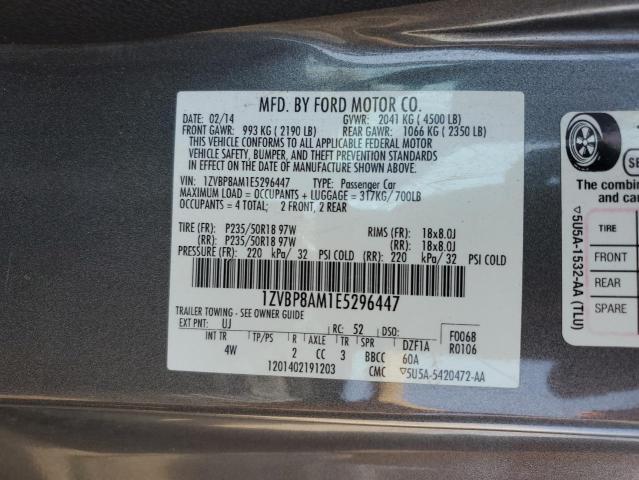 MFD. BY FORD MOTOR CO.
DATE: 02/14 GVWR: 2041 KG ( 4500 LB)
FRONT GAWR: 993 KG ( 2190 LB) REAR GAWR: 1066 KG ( 2350 LB)
THIS VEHICLE CONFORMS TO ALL APPLICABLE FEDERAL MOTOR
VEHICLE SAFETY, BUMPER, AND THEFT PREVENTION STANDARDS
IN EFFECT ON THE DATE OF MANUFACTURE SHOWN ABOVE.
VIN: 1ZVBP8AM1E5296447 TYPE: Passenger Car
MAXIMUM LOAD = OCCUPANTS + LUGGAGE = 317KG/700LB
OCCUPANTS = 4 TOTAL: 2 FRONT, 2 REAR
TIRE (FR): P235/50R18 97W RIMS (FR): 18x8.0J
(RR): P235/50R18 97W (RR): 18x8.0J
PRESSURE (FR): 220 kPa/ 32 PSI COLD (RR): 220 kPa/ 32 PSI COLD
1ZVBP8AM1E5296447
TRAILER TOWING - SEE OWNER GUIDE
EXT PNT: UJ RC: 52 DSO: F0068
INT TR TP/PS R AXLE TR SPR DZF1A R0106
4W 2 CC 3 BBCC 60A
1201402191203 CMC 5U5A-5420472-AA
The combin
and car
TIRE
FRONT
REAR
SPARE
5U5A-1532-AA (TLU)